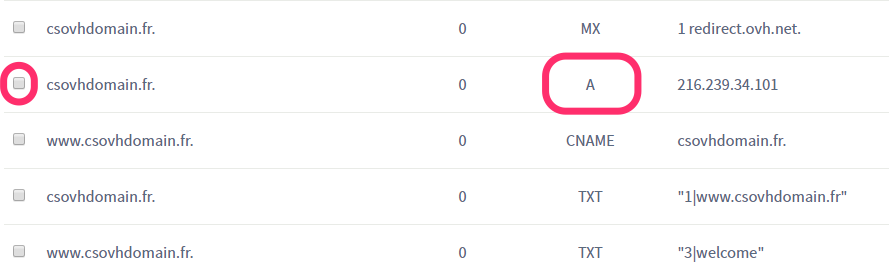 csovhdomain.fr. 0 MX 1 redirect.ovh.net.
csovhdomain.fr. 0 A 216.239.34.101
www.csovhdomain.fr. 0 CNAME csovhdomain.fr.
csovhdomain.fr. 0 TXT "1|www.csovhdomain.fr"
www.csovhdomain.fr. 0 TXT "3|welcome"